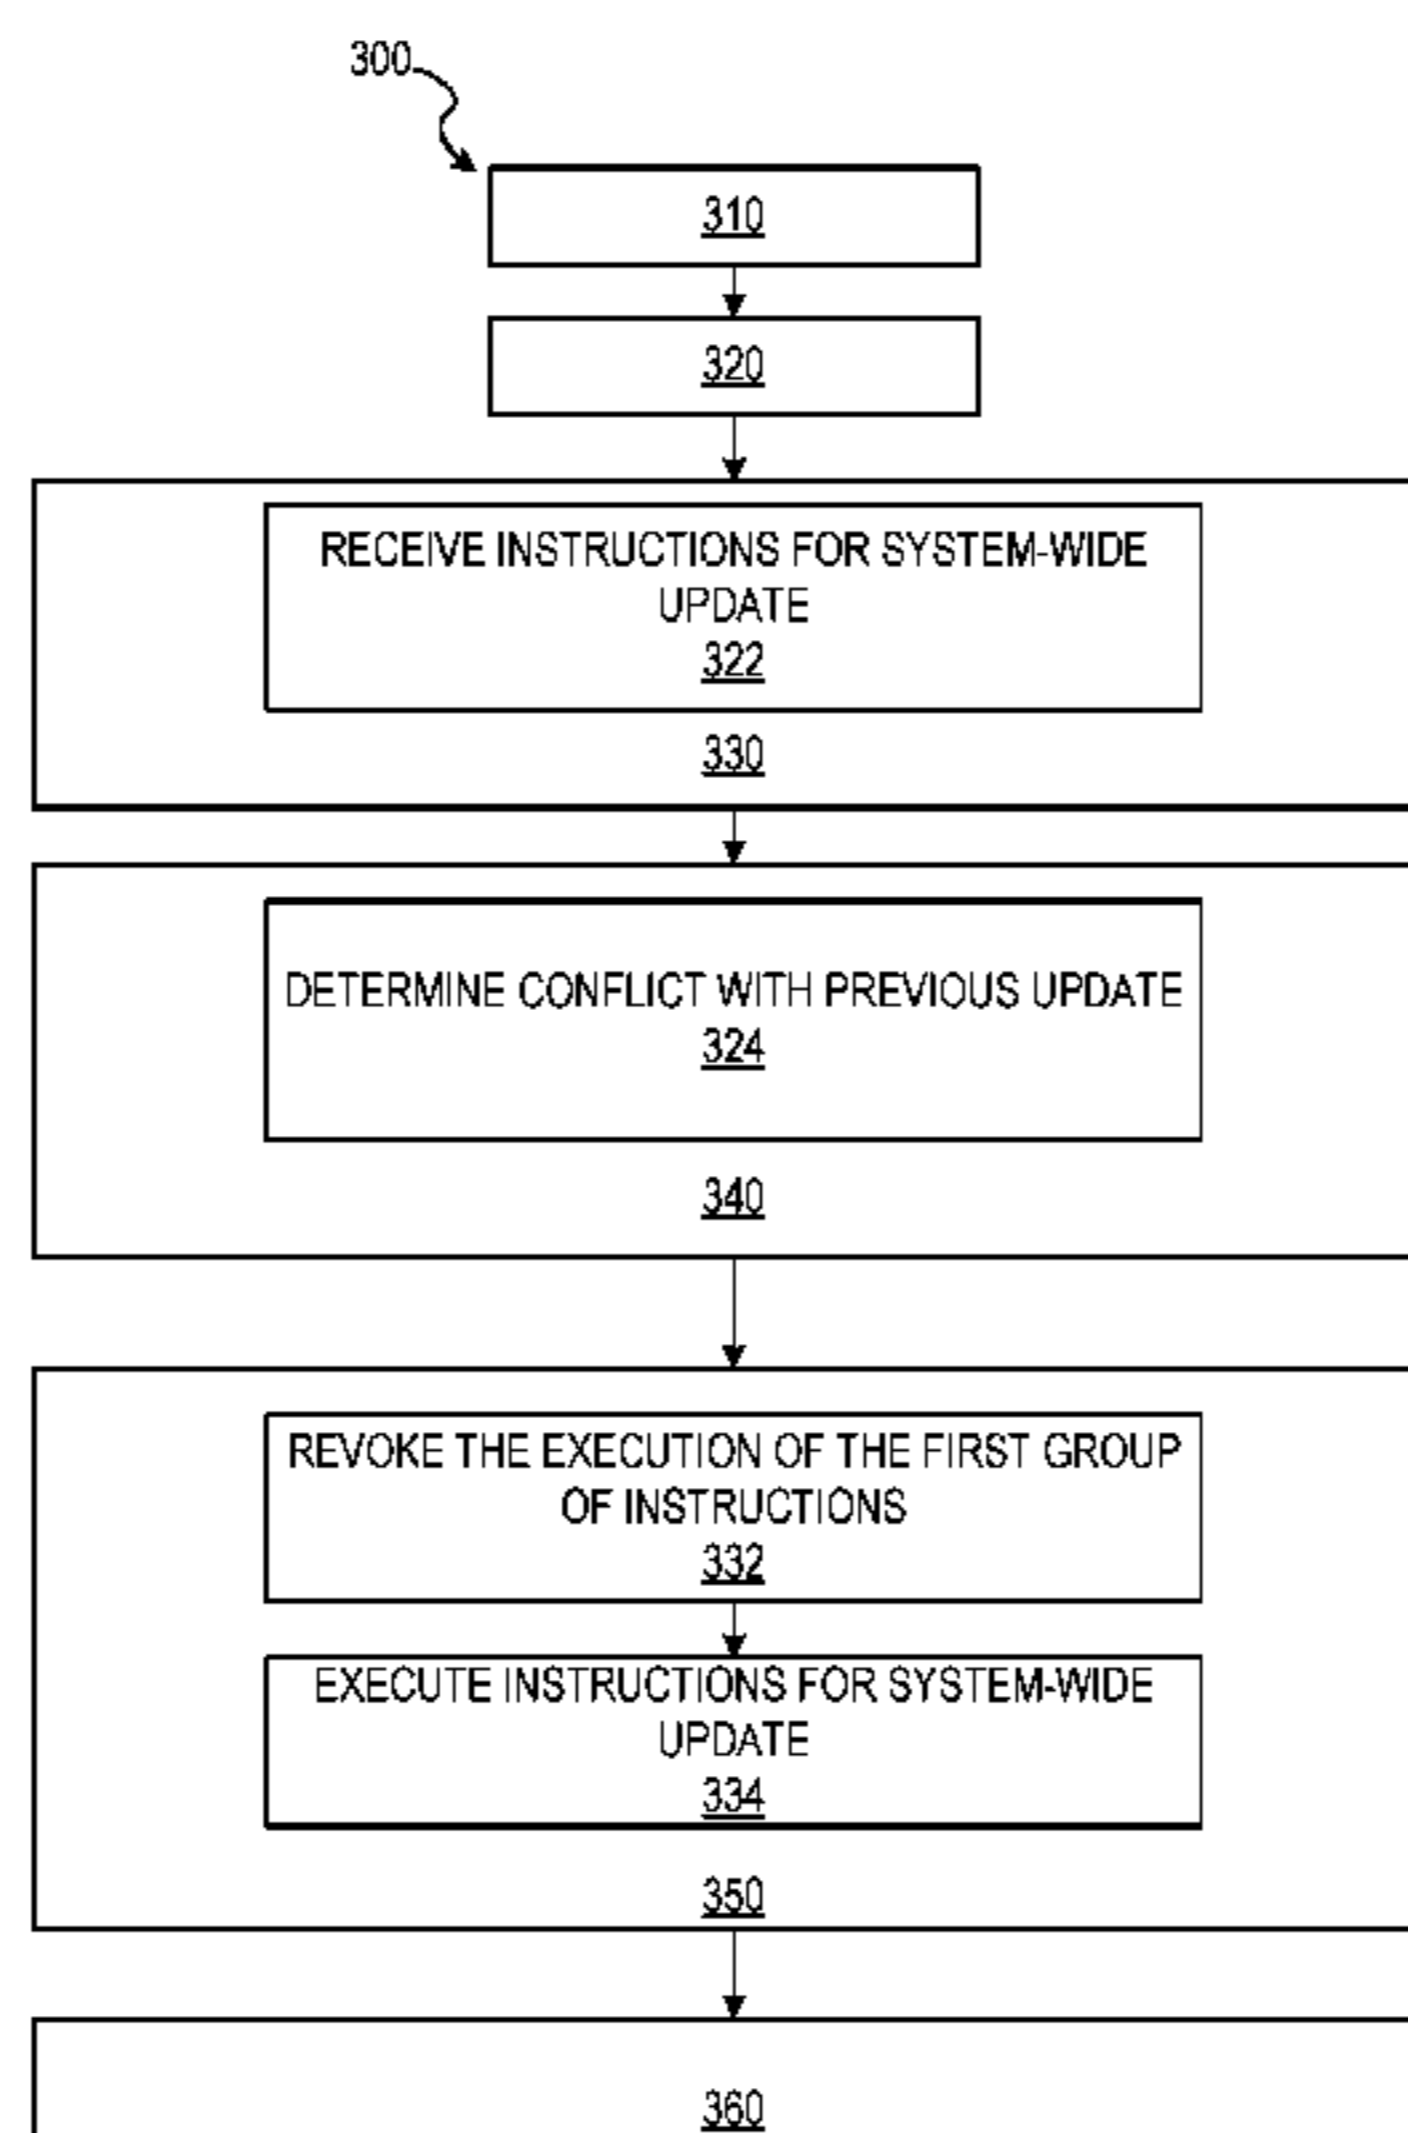 300
310
320
RECEIVE INSTRUCTIONS FOR SYSTEM-WIDE
UPDATE
322
330
DETERMINE CONFLICT WITH PREVIOUS UPDATE
324
340
REVOKE THE EXECUTION OF THE FIRST GROUP
OF INSTRUCTIONS
332
EXECUTE INSTRUCTIONS FOR SYSTEM-WIDE
UPDATE
334
350
360